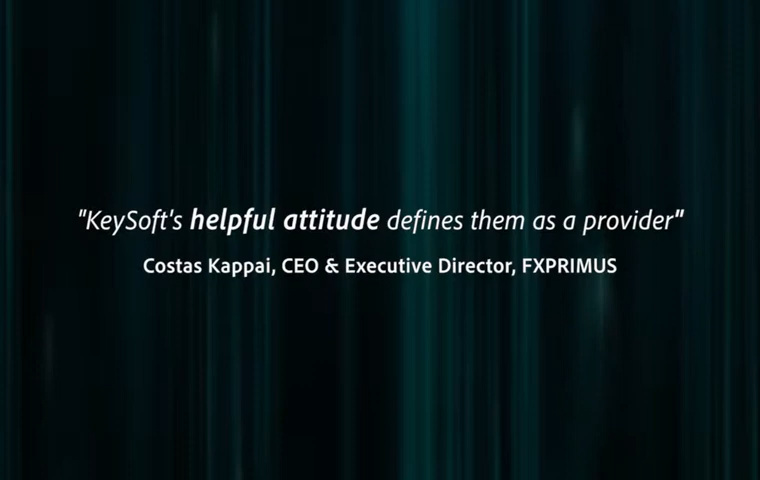 "KeySoft's helpful attitude defines them as a provider"
Costas Kappai, CEO & Executive Director, FXPRIMUS